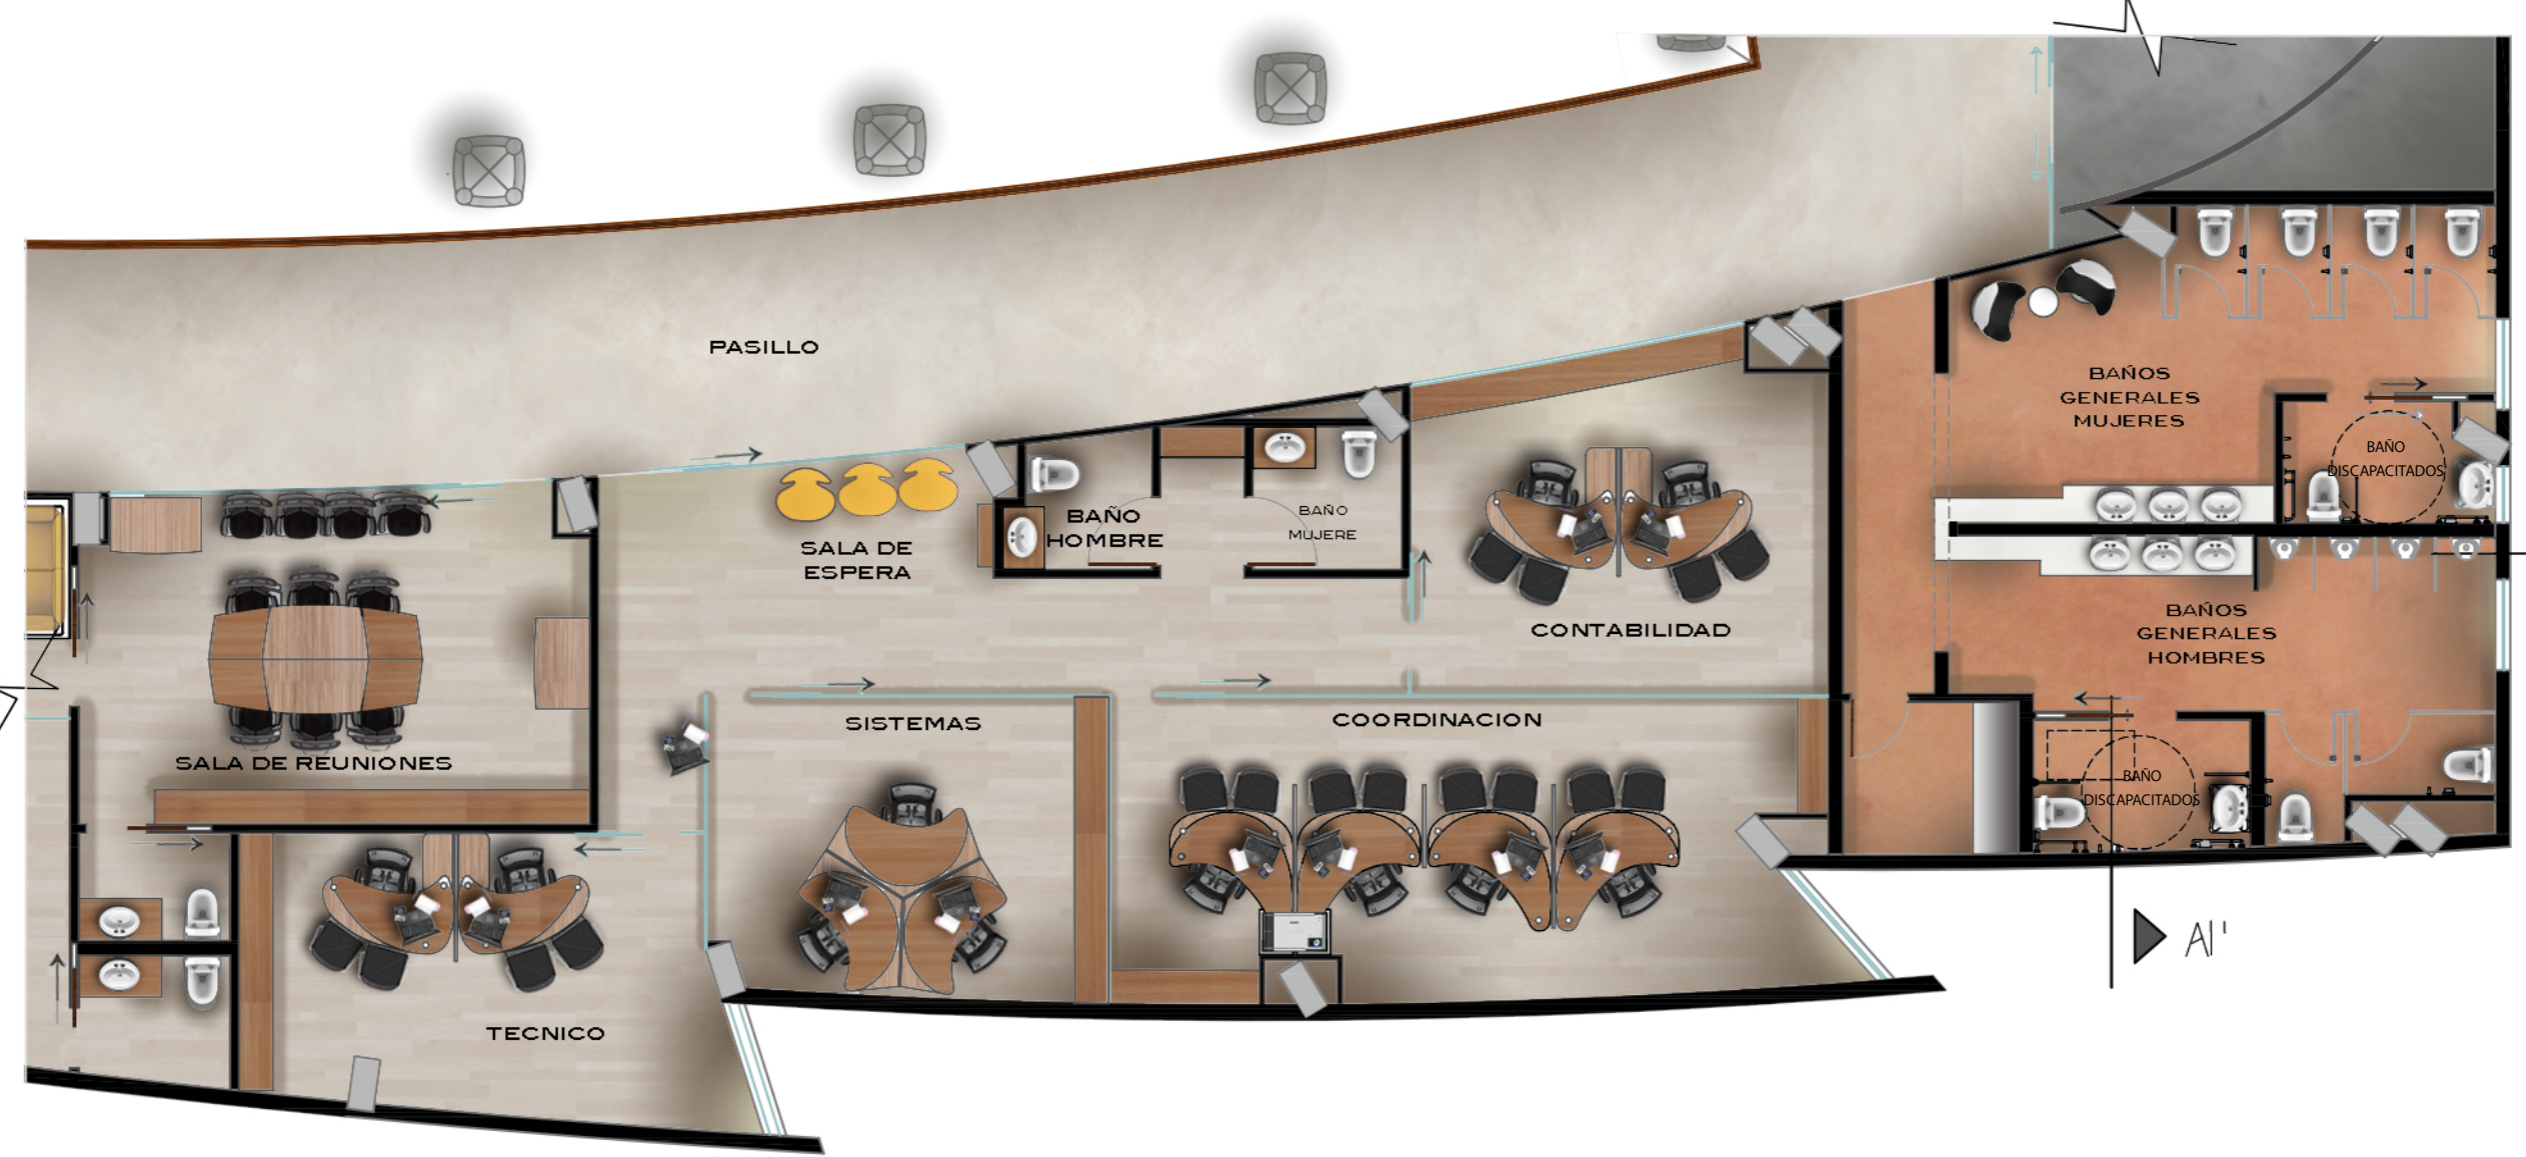 PASILLO
BAÑOS
GENERALES
MUJERES
BAÑO
DISCAPACITADOS
BAÑO
HOMBRE
BAÑO
MUJERE
SALA DE
ESPERA
CONTABILIDAD
BAÑOS
GENERALES
HOMBRES
SISTEMAS
COORDINACION
SALA DE REUNIONES
BAÑO
DISCAPACITADOS
TECNICO
A1'